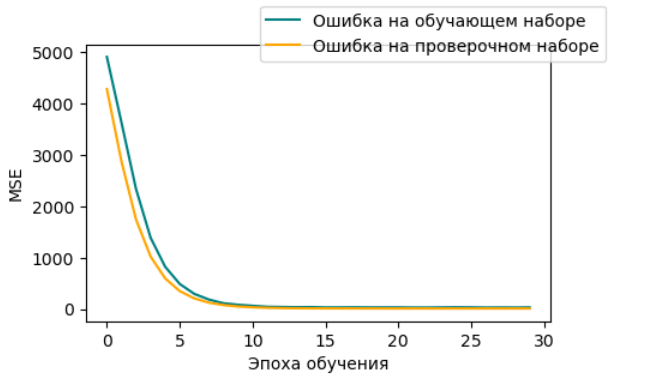 Ошибка на обучающем наборе
Ошибка на проверочном наборе
5000
4000
3000
2000
1000
0
MSE
0 5 10 15 20 25 30
Эпоха обучения